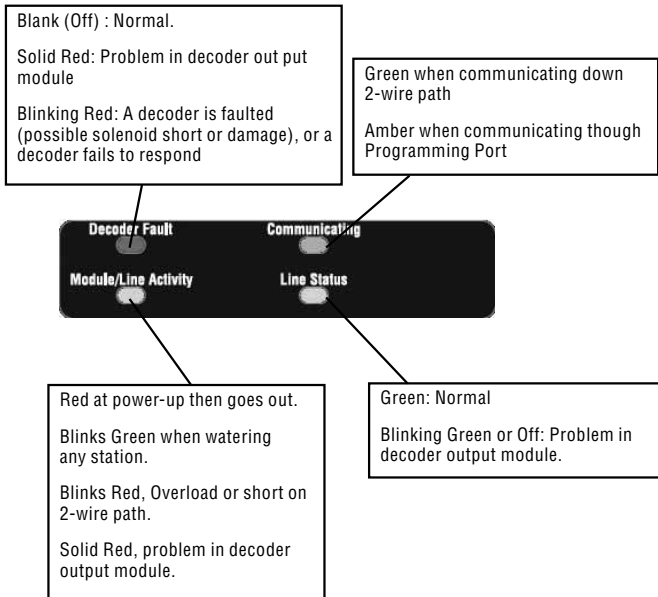 Blank (Off) : Normal.
Solid Red: Problem in decoder out put
module
Blinking Red: A decoder is faulted
(possible solenoid short or damage), or a
decoder fails to respond
Green when communicating down
2-wire path
Amber when communicating though
Programming Port
Decoder Fault
Communicating
Module/Line Activity
Line Status
Red at power-up then goes out.
Blinks Green when watering
any station.
Blinks Red, Overload or short on
2-wire path.
Solid Red, problem in decoder
output module.
Green: Normal
Blinking Green or Off: Problem in
decoder output module.